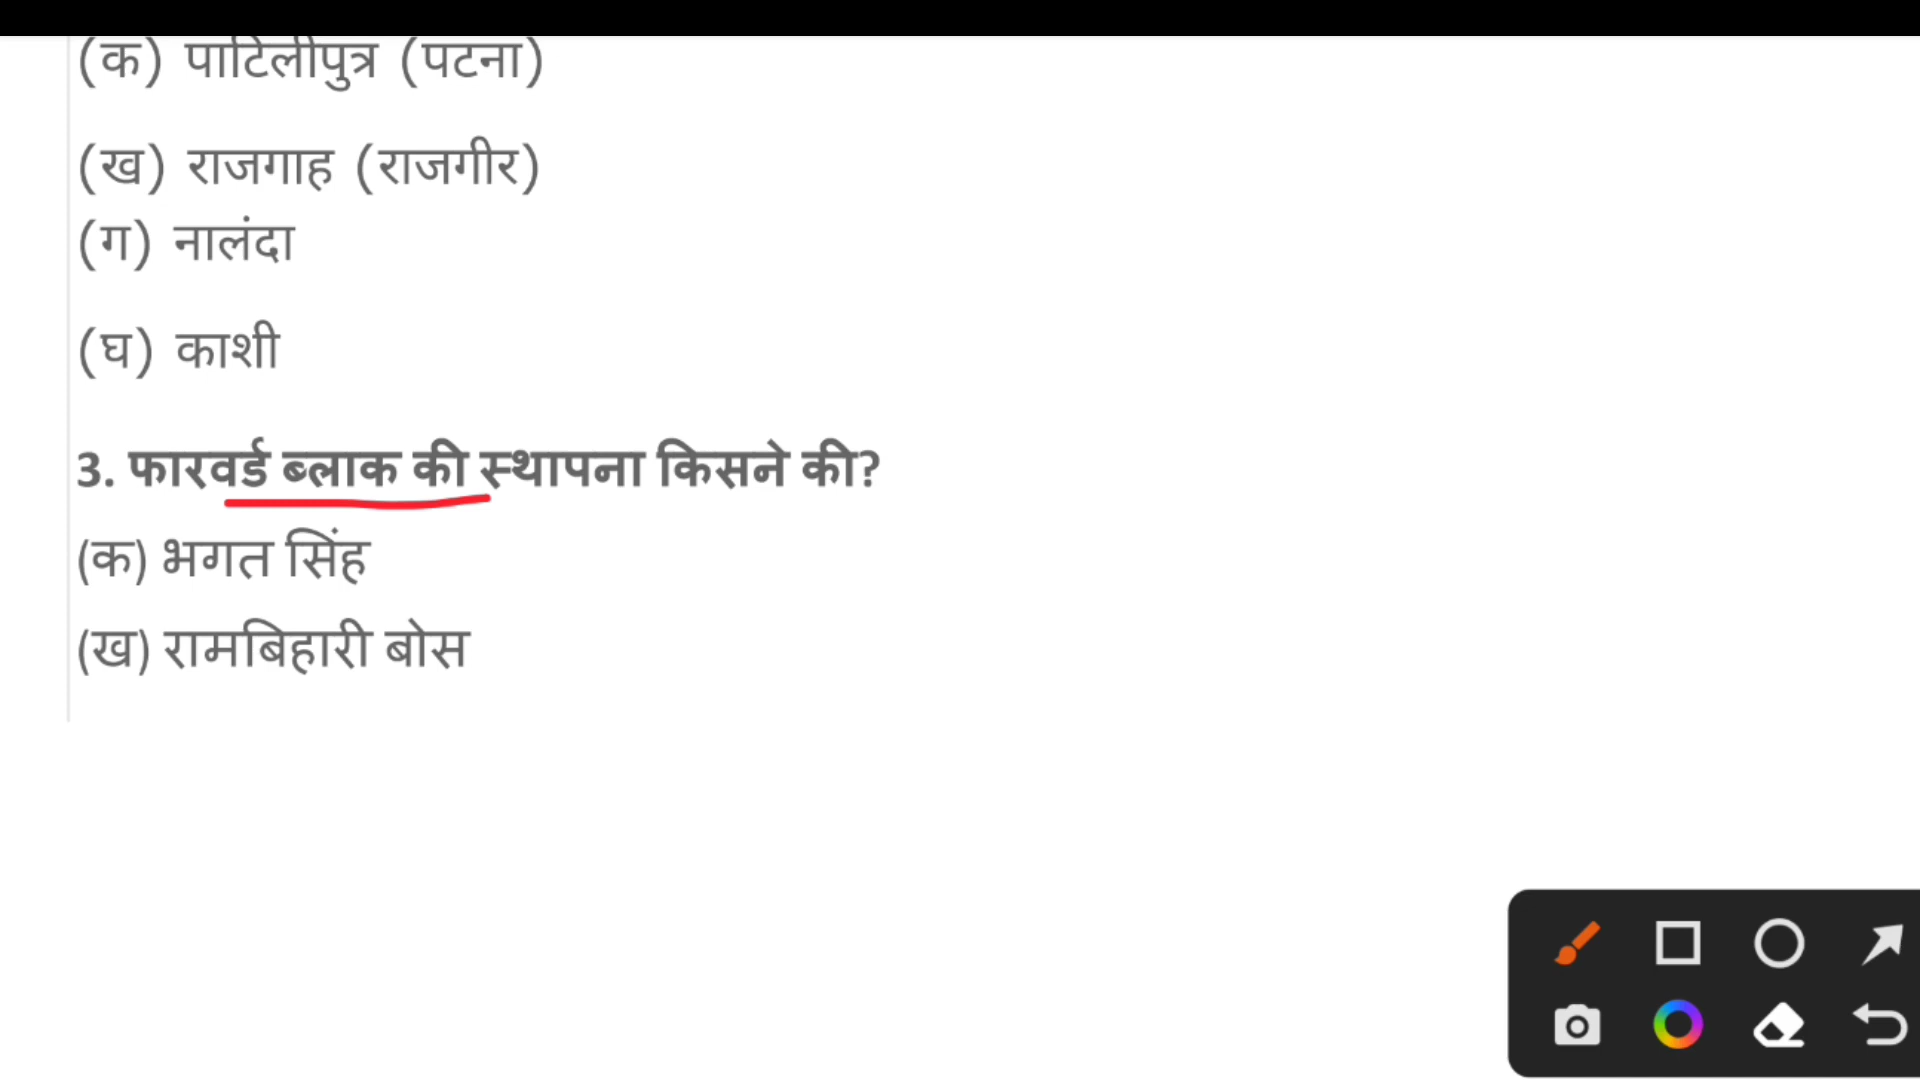 (क) पाटिलीपुत्र (पटना)
(ख) राजगाह (राजगीर)
(ग) नालंदा
(घ) काशी
3. फारवर्ड ब्लाक की स्थापना किसने की?
(क) भगत सिंह
(ख) रामबिहारी बोस